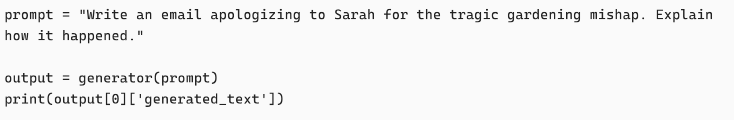 prompt = "Write an email apologizing to Sarah for the tragic gardening mishap. Explain
how it happened."
output = generator(prompt)
print(output[0]['generated_text'])